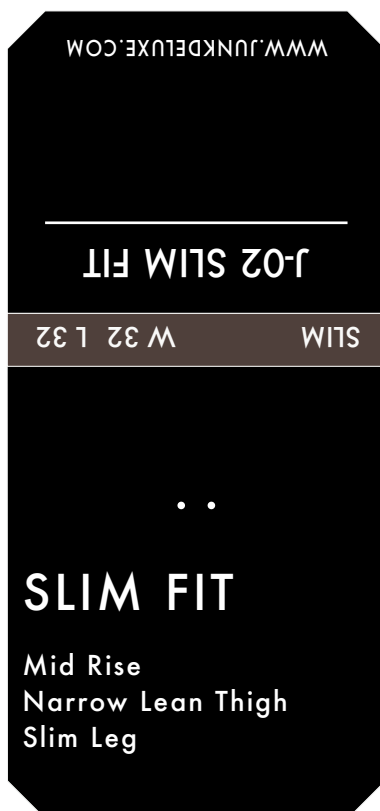 WWW.JUNKDELUXE.COM
J-02 SLIM FIT
SLIM W 32 L 32
SLIM FIT
Mid Rise
Narrow Lean Thigh
Slim Leg